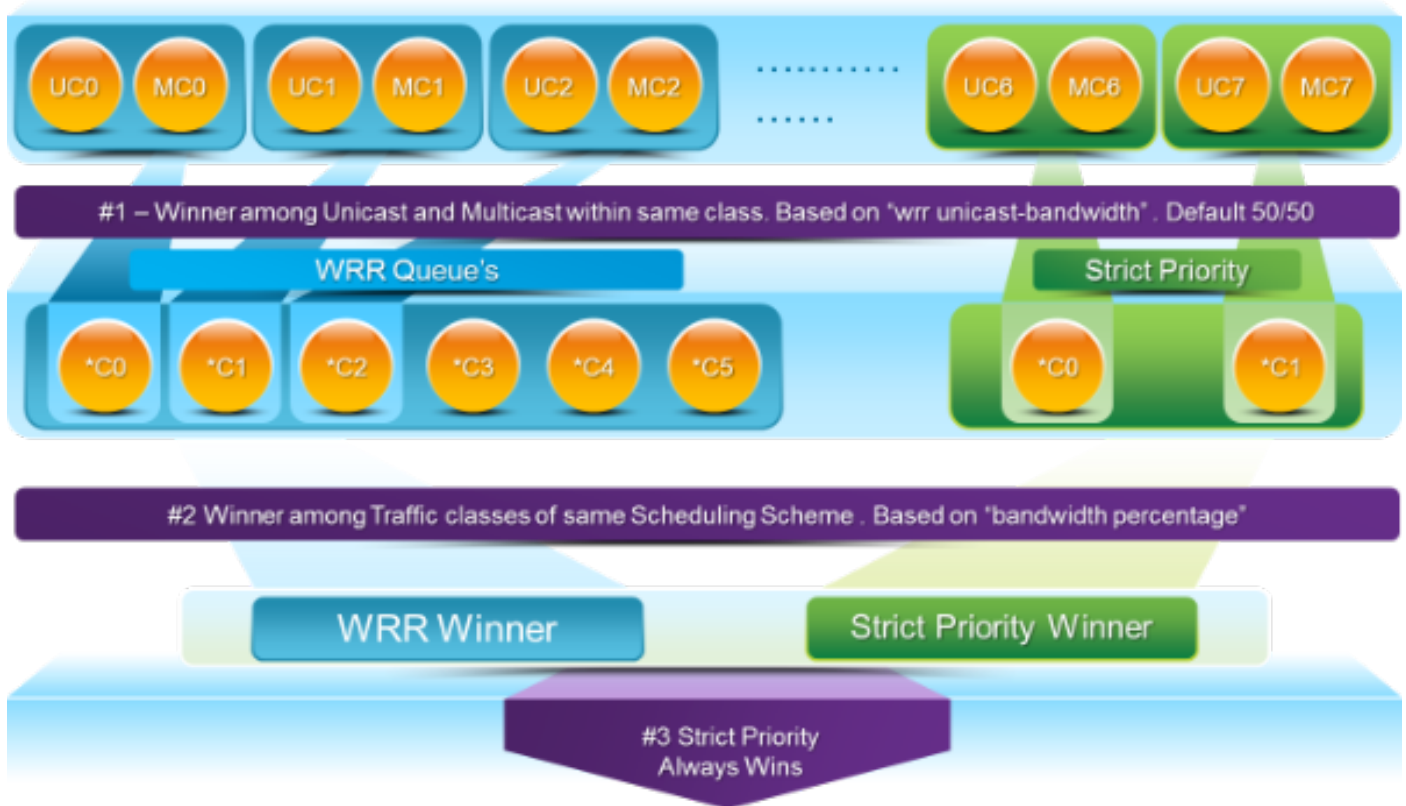 UC0 MC0 UC1 MC1 UC2 MC2 ........... UC6 MC6 UC7 MC7
......
#1 – Winner among Unicast and Multicast within same class. Based on "wrr unicast-bandwidth" . Default 50/50
WRR Queue's Strict Priority
*C0 *C1 *C2 *C3 *C4 *C5 *C0 *C1
#2 Winner among Traffic classes of same Scheduling Scheme . Based on "bandwidth percentage"
WRR Winner Strict Priority Winner
#3 Strict Priority
Always Wins